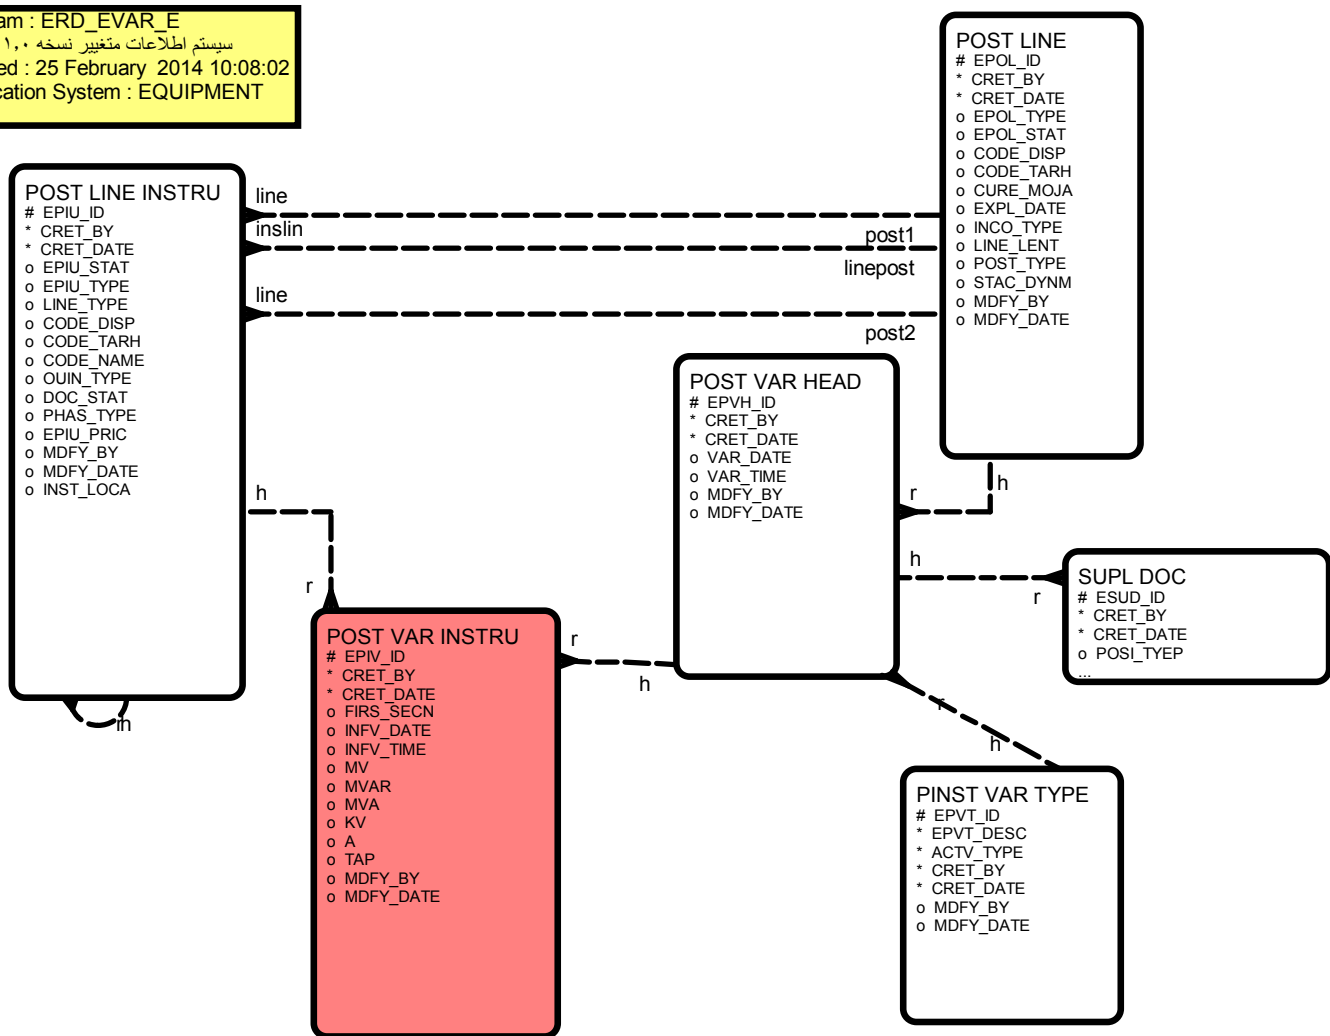 am : ERD_EVAR_E
سیستم اطلاعات متغییر نسخه ۱,۰
ed : 25 February 2014 10:08:02
cation System : EQUIPMENT
POST LINE
# EPOL_ID
* CRET_BY
* CRET_DATE
o EPOL_TYPE
o EPOL_STAT
o CODE_DISP
o CODE_TARH
o CURE_MOJA
o EXPL_DATE
o INCO_TYPE
o LINE_LENT
o POST_TYPE
o STAC_DYNM
o MDFY_BY
o MDFY_DATE
POST LINE INSTRU
# EPIU_ID
* CRET_BY
* CRET_DATE
o EPIU_STAT
o EPIU_TYPE
o LINE_TYPE
o CODE_DISP
o CODE_TARH
o CODE_NAME
o OUIN_TYPE
o DOC_STAT
o PHAS_TYPE
o EPIU_PRIC
o MDFY_BY
o MDFY_DATE
o INST_LOCA
line
inslin
post1
linepost
line
post2
POST VAR HEAD
# EPVH_ID
* CRET_BY
* CRET_DATE
o VAR_DATE
o VAR_TIME
o MDFY_BY
o MDFY_DATE
h
r
r
h
h
r
SUPL DOC
# ESUD_ID
* CRET_BY
* CRET_DATE
o POSI_TYEP
...
POST VAR INSTRU
# EPIV_ID
* CRET_BY
* CRET_DATE
o FIRS_SECN
o INFV_DATE
o INFV_TIME
o MV
o MVAR
o MVA
o KV
o A
o TAP
o MDFY_BY
o MDFY_DATE
r
h
r
h
rh
PINST VAR TYPE
# EPVT_ID
* EPVT_DESC
* ACTV_TYPE
* CRET_BY
* CRET_DATE
o MDFY_BY
o MDFY_DATE